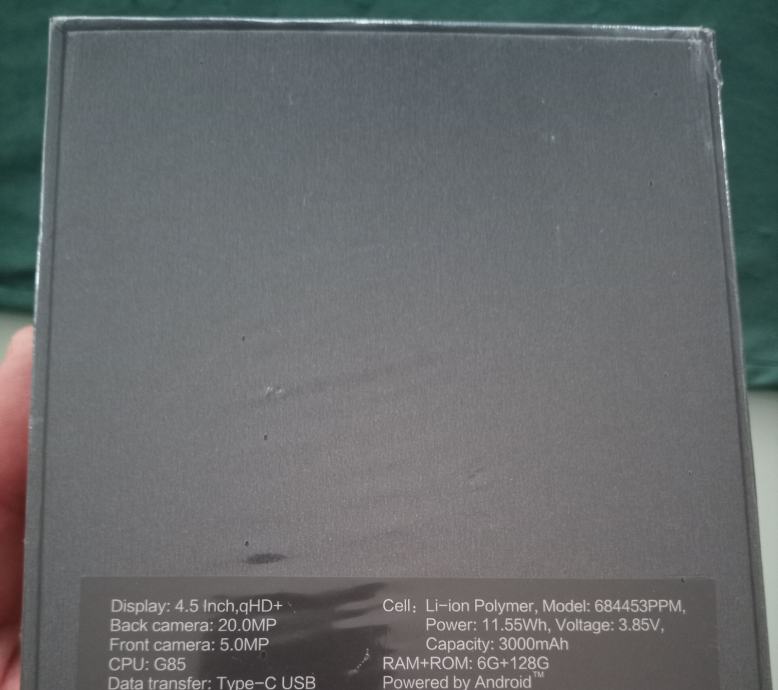 Display: 4.5 Inch,qHD+
Back camera: 20.0MP
Front camera: 5.0MP
CPU: G85
Data transfer: Type-C USB
Cell: Li-ion Polymer, Model: 684453PPM,
Power: 11.55Wh, Voltage: 3.85V,
Capacity: 3000mAh
RAM+ROM: 6G+128G
Powered by Android™